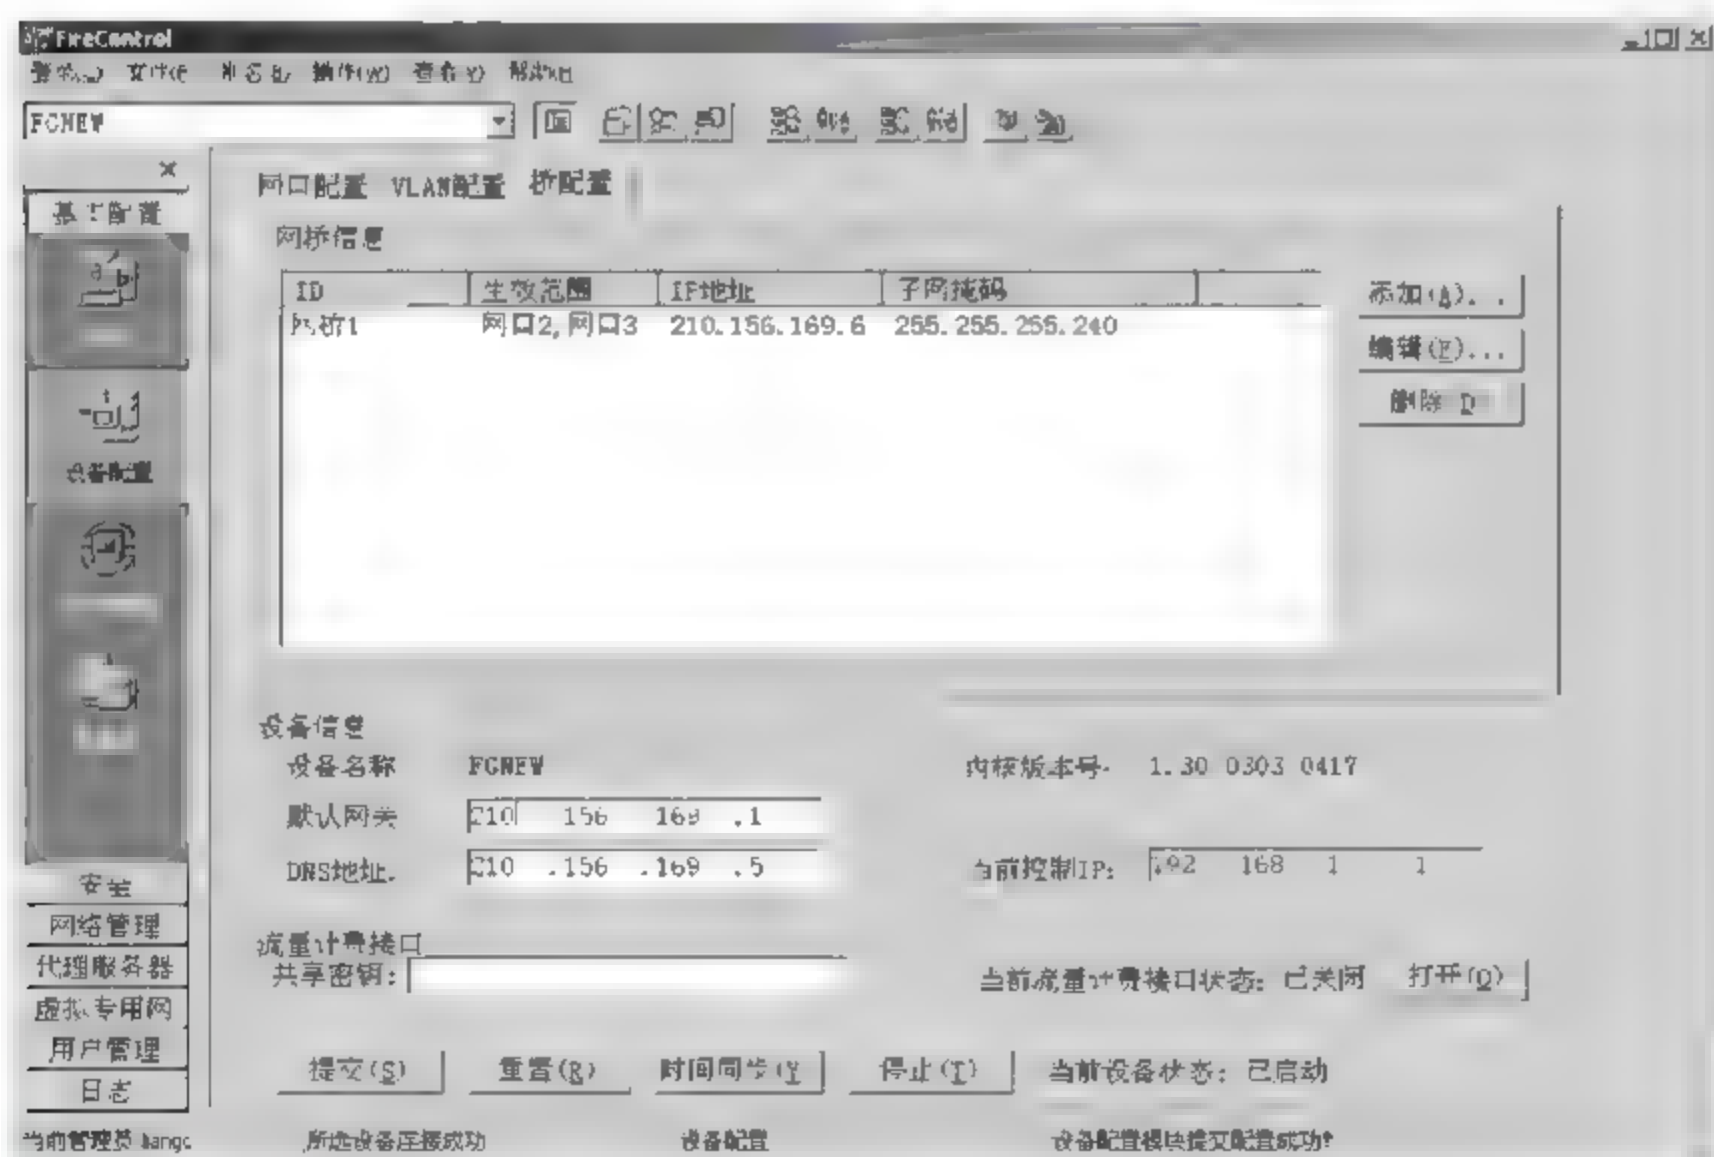 FireControl
FCNEW
网口配置 VLAN配置 桥配置
基本配置
网桥信息
ID 生效范围 IP地址 子网掩码
添加(A)...
网桥1 网口2,网口3 210.156.169.6 255.255.255.240
编辑(E)...
删除 D
设备配置
设备信息
设备名称 FCNEW 内核版本号: 1.30 0303 0417
默认网关 210 156 169 .1
DNS地址: 210 .156 .169 .5 当前控制IP: 192 168 1 1
安全
网络管理
流量计费接口
代理服务器
共享密钥: 当前流量计费接口状态: 已关闭 打开(O)
虚拟专用网
用户管理
提交(S) 重置(R) 时间同步(Y 停止(T) 当前设备状态: 已启动
日志
当前管理员 所选设备连接成功 设备配置 设备配置模块提交配置成功!